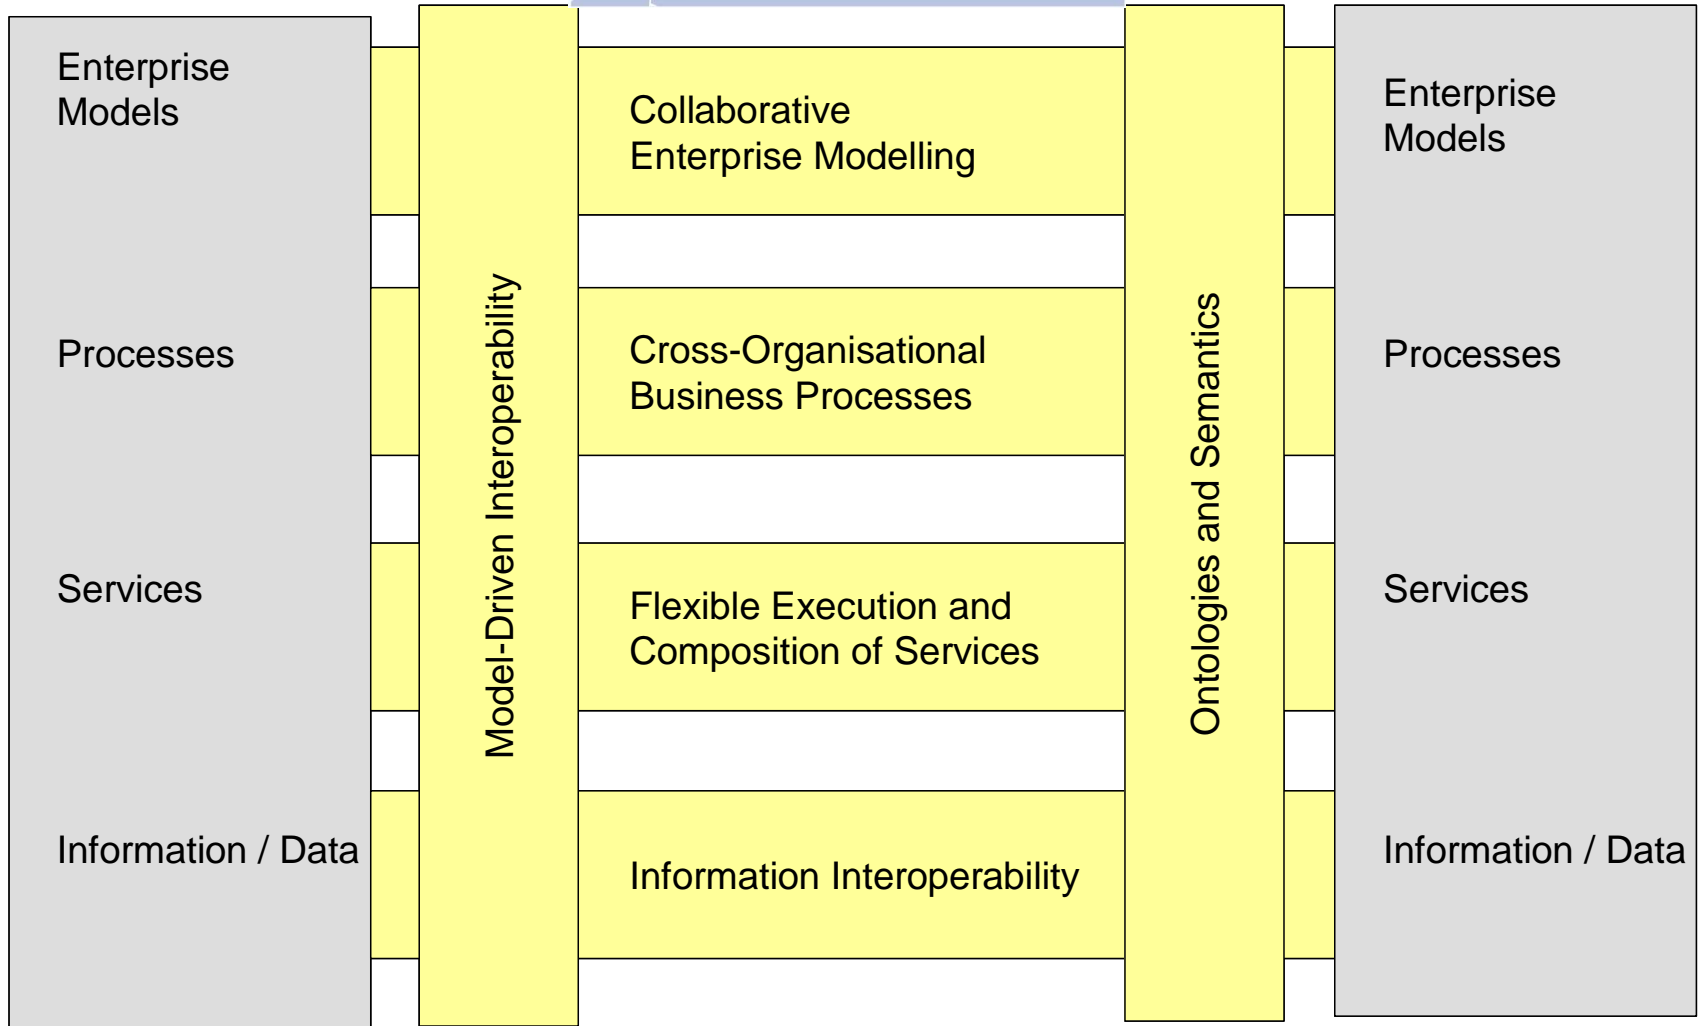 Enterprise
Models
Processes
Services
Information / Data
Model-Driven Interoperability
Collaborative
Enterprise Modelling
Cross-Organisational
Business Processes
Flexible Execution and
Composition of Services
Information Interoperability
Ontologies and Semantics
Enterprise
Models
Processes
Services
Information / Data